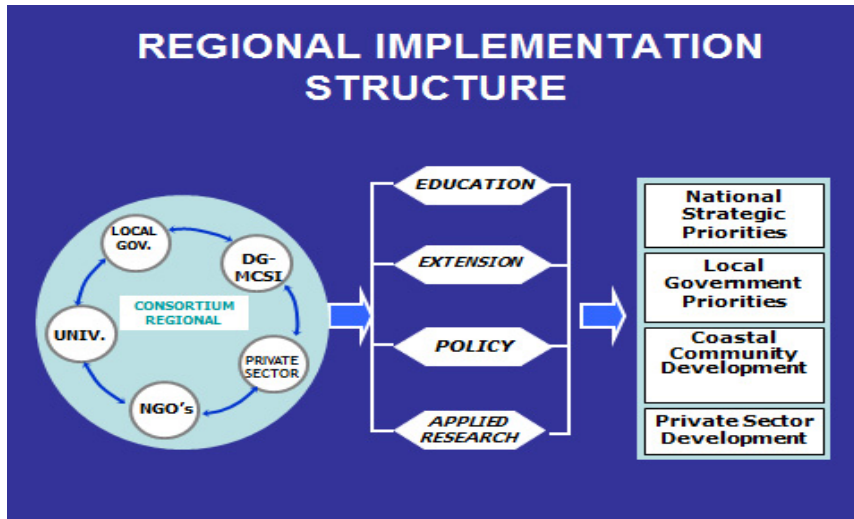 REGIONAL IMPLEMENTATION
STRUCTURE
LOCAL
GOV.
DG-
MCSI
CONSORTIUM
REGIONAL
UNIV.
PRIVATE
SECTOR
NGO's
EDUCATION
EXTENSION
POLICY
APPLIED
RESEARCH
National
Strategic
Priorities
Local
Government
Priorities
Coastal
Community
Development
Private Sector
Development